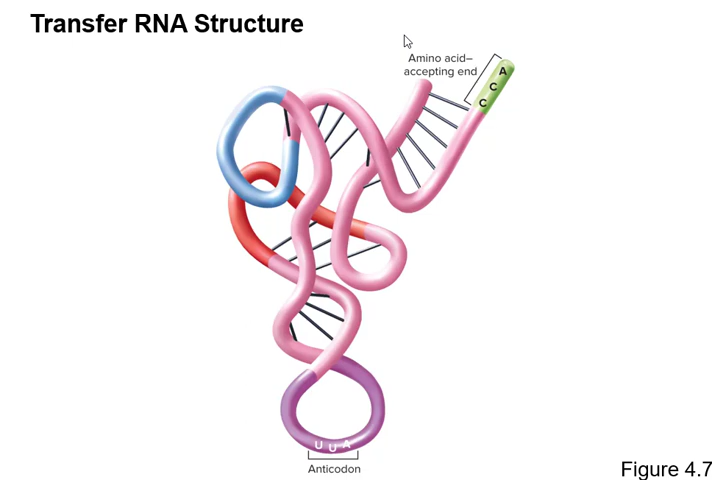 Transfer RNA Structure
Amino acid–
accepting end
A
C
C
U U A
Anticodon
Figure 4.7